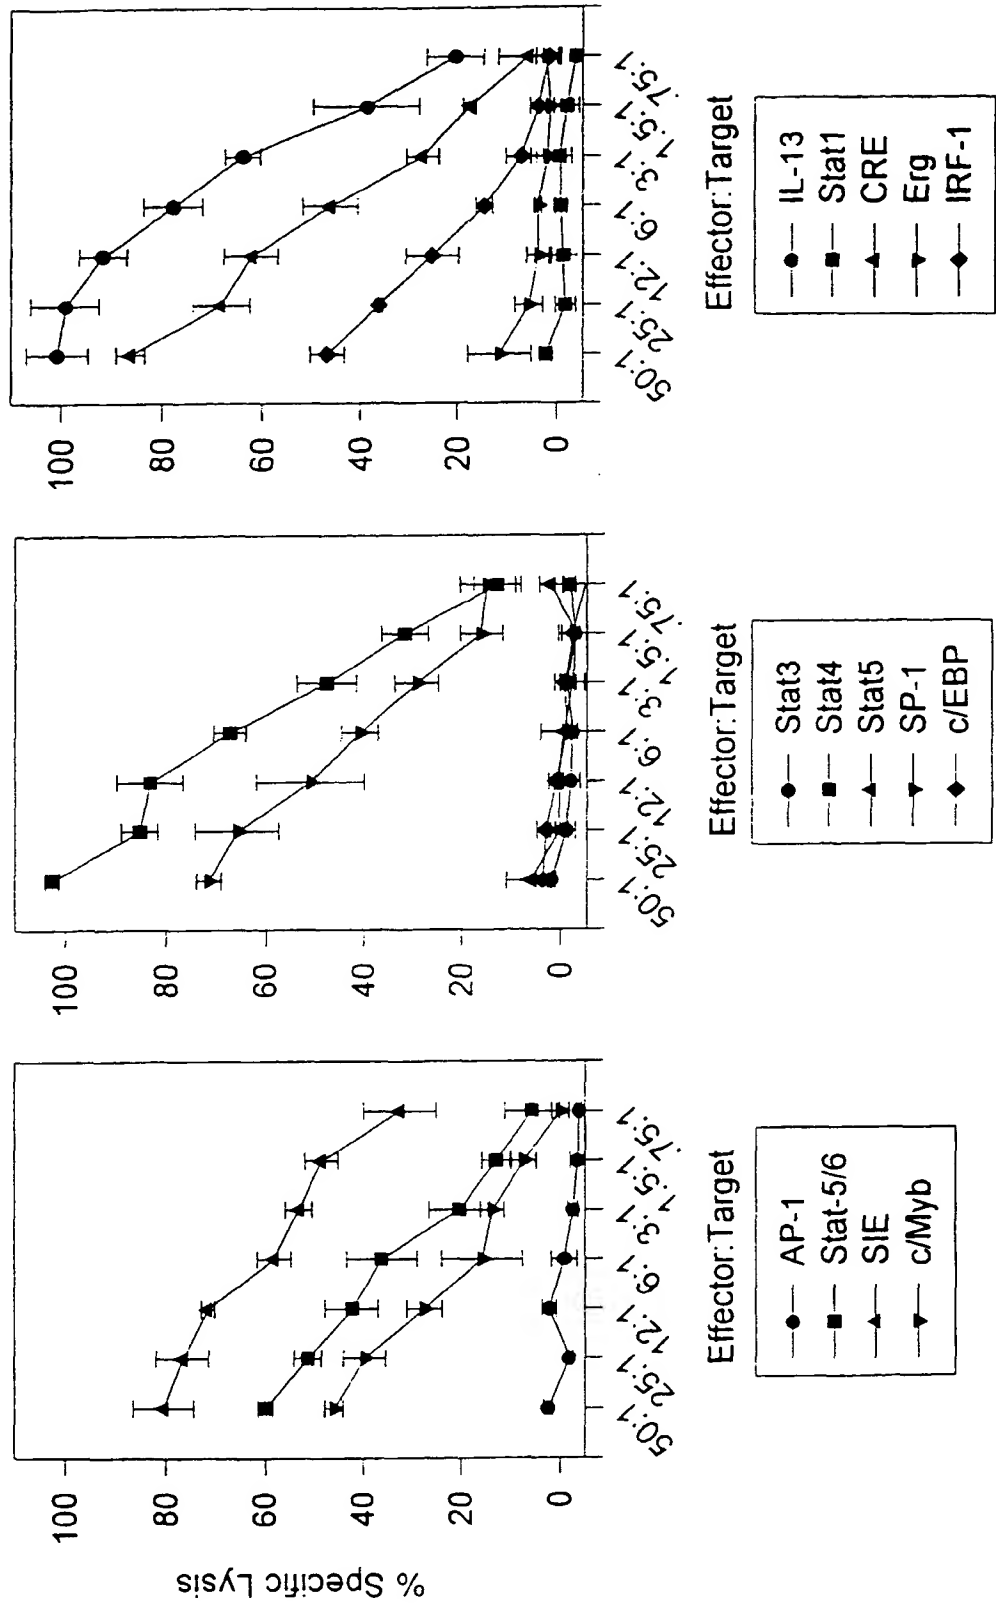 % Specific Lysis
100
80
60
40
20
0
50:1
25:1
12:1
6:1
3:1
1.5:1
.75:1
Effector:Target
AP-1
Stat-5/6
SIE
c/Myb
100
80
60
40
20
0
50:1
25:1
12:1
6:1
3:1
1.5:1
.75:1
Effector:Target
Stat3
Stat4
Stat5
SP-1
c/EBP
100
80
60
40
20
0
50:1
25:1
12:1
6:1
3:1
1.5:1
.75:1
Effector:Target
IL-13
Stat1
CRE
Erg
IRF-1